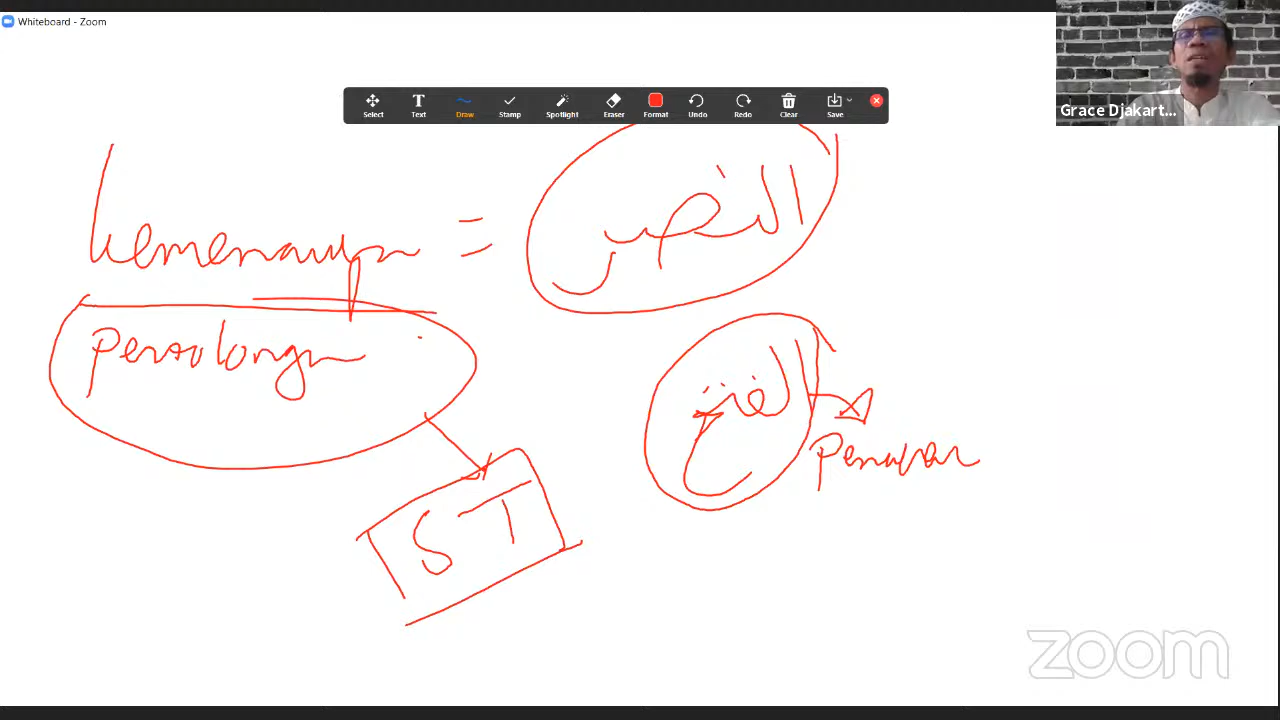 Whiteboard - Zoom
Grace Djakart...
Select Text Draw Stamp Spotlight Eraser Format Undo Redo Clear Save
kemenangan = النصر
Pertolongan
الفتح
ST
zoom